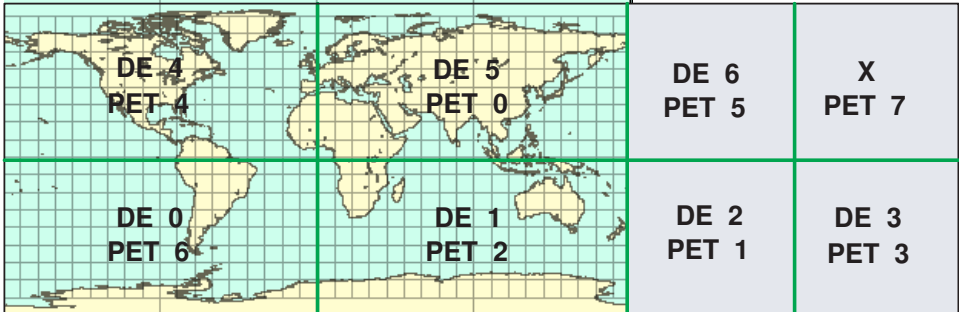 DE 4
PET 4
DE 5
PET 0
DE 6
PET 5
X
PET 7
DE 0
PET 6
DE 1
PET 2
DE 2
PET 1
DE 3
PET 3